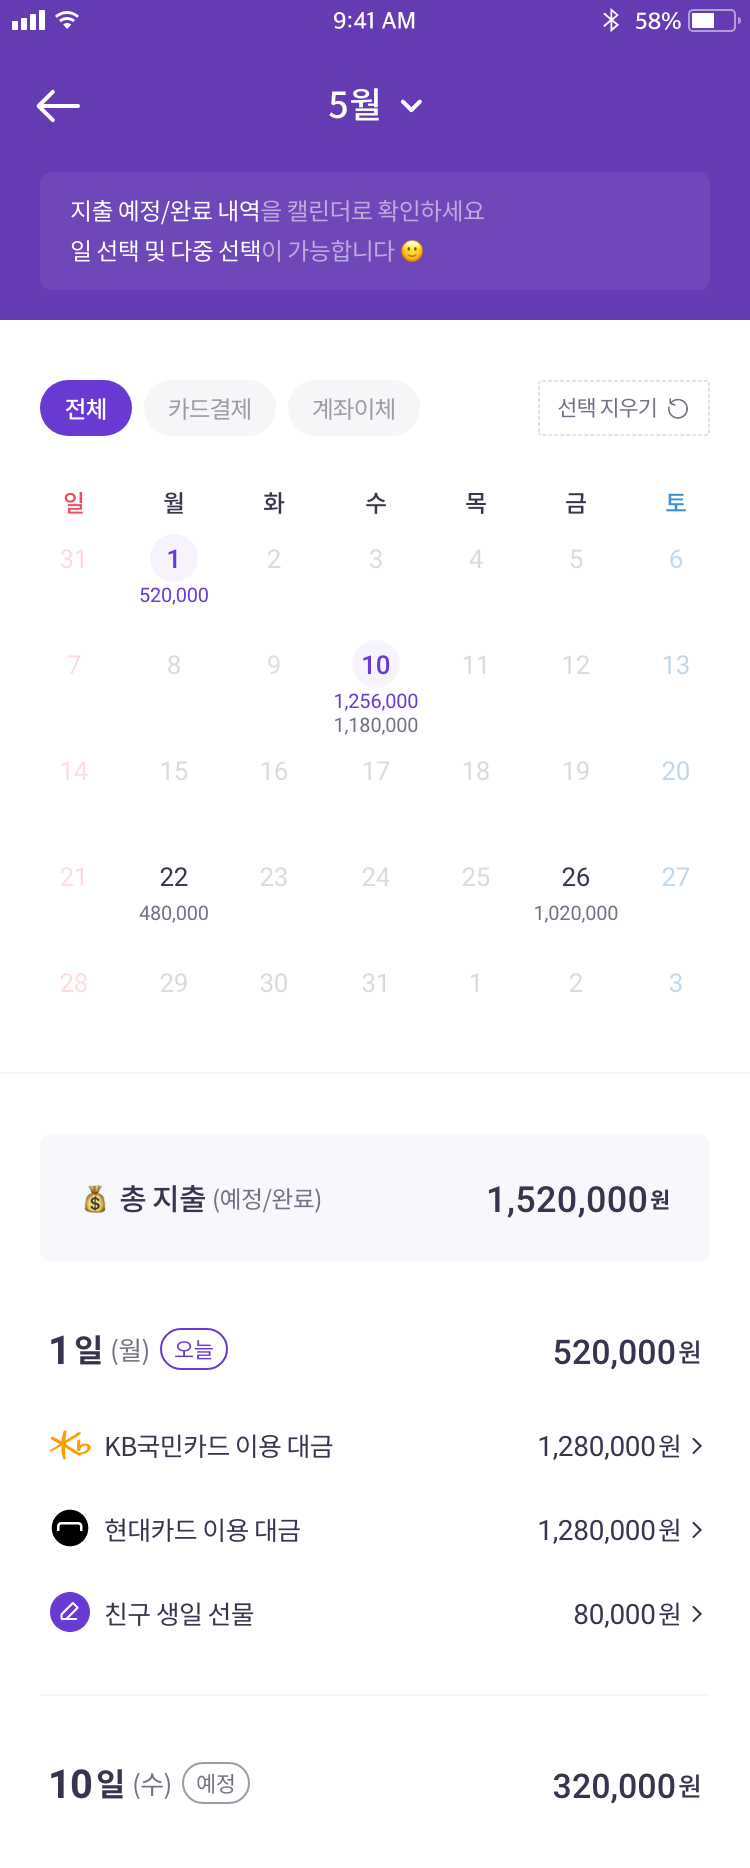 9:41 AM 58%
5월
지출 예정/완료 내역을 캘린더로 확인하세요
일 선택 및 다중 선택이 가능합니다 🙂
전체 카드결제 계좌이체 선택 지우기
일 월 화 수 목 금 토
31 1 2 3 4 5 6
520,000
7 8 9 10 11 12 13
1,256,000
1,180,000
14 15 16 17 18 19 20
21 22 23 24 25 26 27
480,000 1,020,000
28 29 30 31 1 2 3
💰 총 지출 (예정/완료) 1,520,000원
1일 (월) 오늘 520,000원
KB국민카드 이용 대금 1,280,000원 >
현대카드 이용 대금 1,280,000원 >
친구 생일 선물 80,000원 >
10일 (수) 예정 320,000원